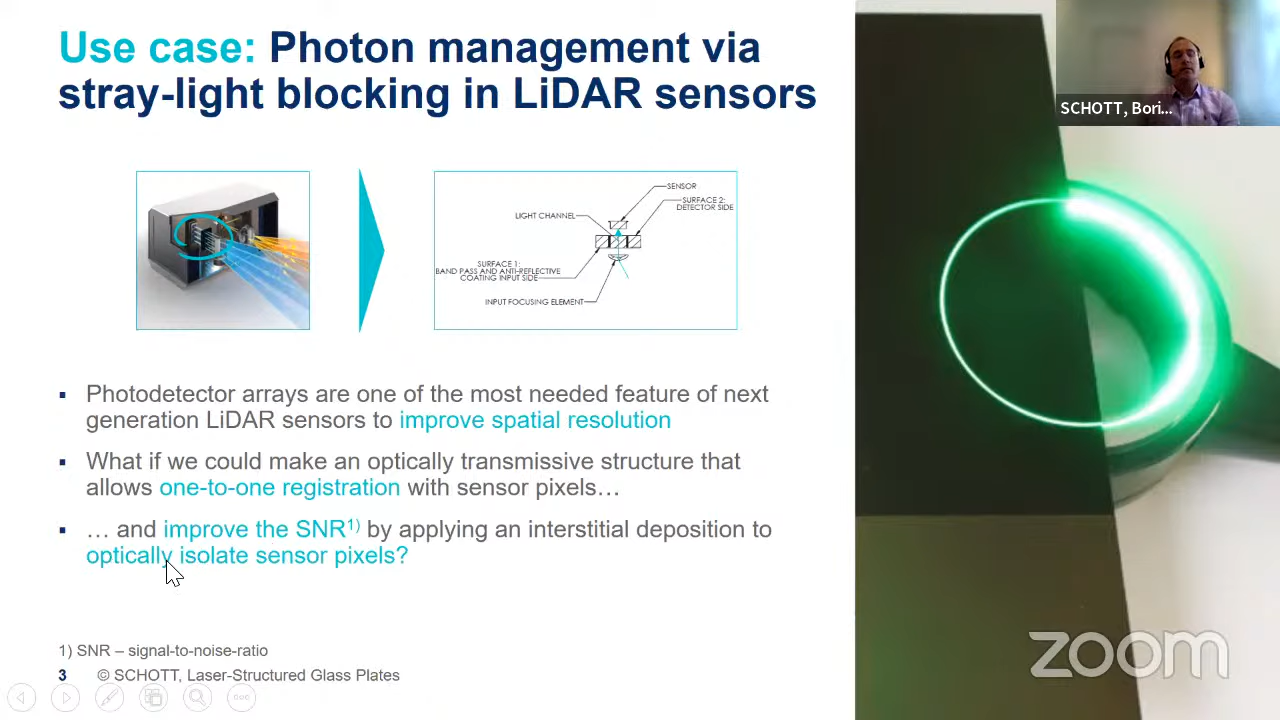 Use case: Photon management via
stray-light blocking in LiDAR sensors
SCHOTT, Bori...
SENSOR
SURFACE 2:
DETECTOR SIDE
LIGHT CHANNEL
SURFACE 1:
BAND PASS AND ANTI-REFLECTIVE
COATING INPUT SIDE
INPUT FOCUSING ELEMENT
▪ Photodetector arrays are one of the most needed feature of next
generation LiDAR sensors to improve spatial resolution
▪ What if we could make an optically transmissive structure that
allows one-to-one registration with sensor pixels…
▪ … and improve the SNR1) by applying an interstitial deposition to
optically isolate sensor pixels?
1) SNR – signal-to-noise-ratio
3 © SCHOTT, Laser-Structured Glass Plates
zoom